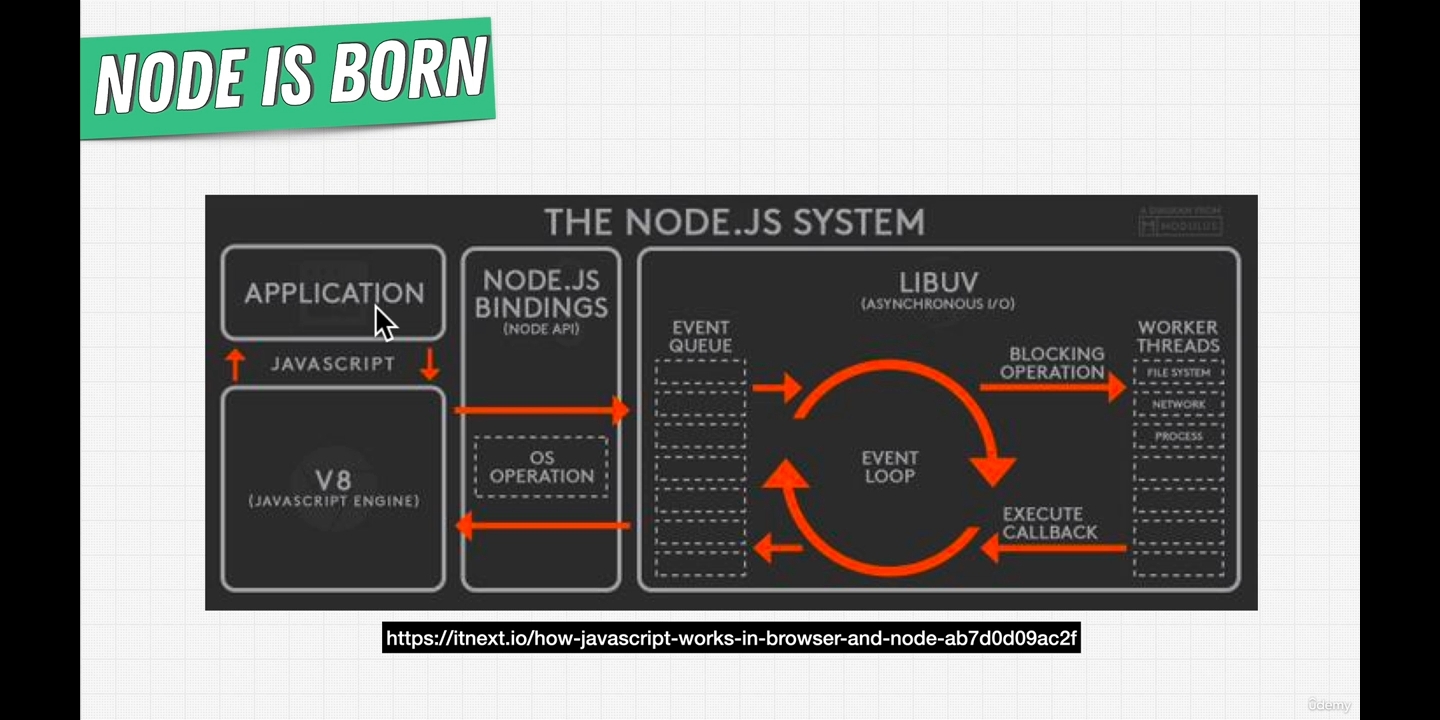 NODE IS BORN
THE NODE.JS SYSTEM
A DIAGRAM FROM
MODULUS
APPLICATION
JAVASCRIPT
V8
(JAVASCRIPT ENGINE)
NODE.JS
BINDINGS
(NODE API)
OS
OPERATION
LIBUV
(ASYNCHRONOUS I/O)
EVENT
QUEUE
EVENT
LOOP
BLOCKING
OPERATION
EXECUTE
CALLBACK
WORKER
THREADS
FILE SYSTEM
NETWORK
PROCESS
https://itnext.io/how-javascript-works-in-browser-and-node-ab7d0d09ac2f
ûdemy